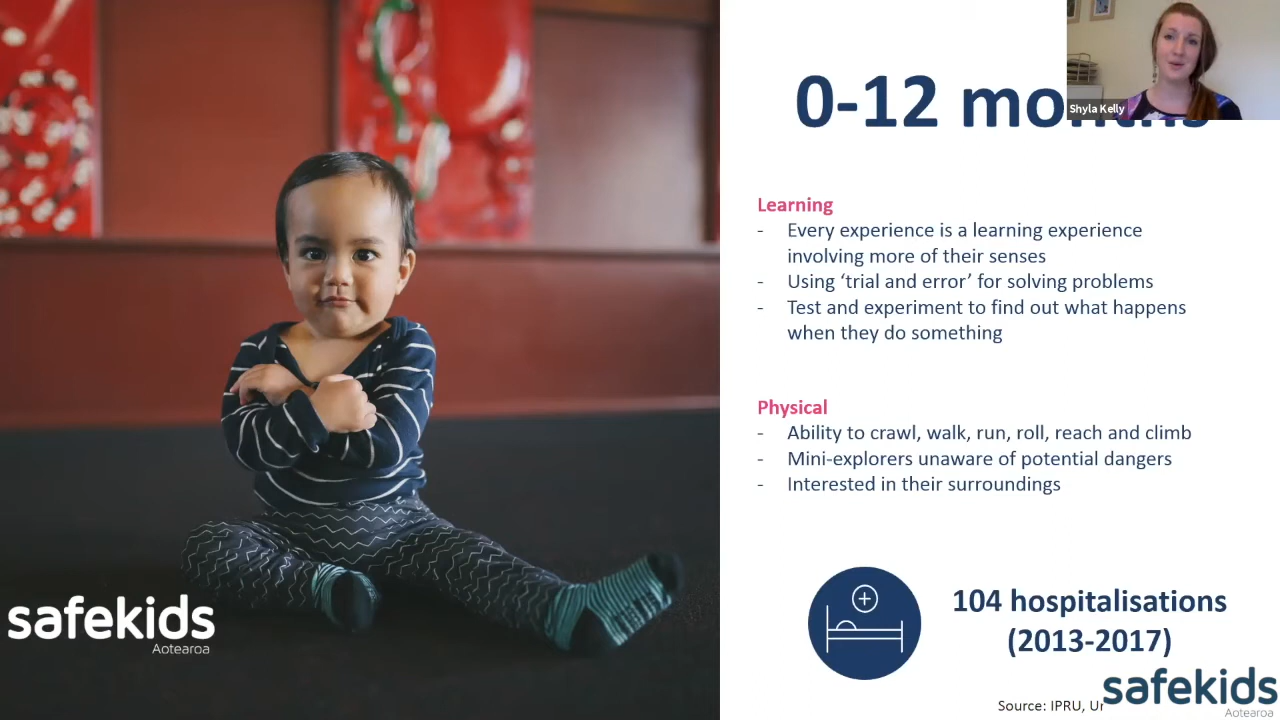 0-12
Shyla Kelly
Learning
- Every experience is a learning experience
involving more of their senses
- Using ‘trial and error’ for solving problems
- Test and experiment to find out what happens
when they do something
Physical
- Ability to crawl, walk, run, roll, reach and climb
- Mini-explorers unaware of potential dangers
- Interested in their surroundings
104 hospitalisations
(2013-2017)
Source: IPRU,
safekids
Aotearoa
safekids
Aotearoa